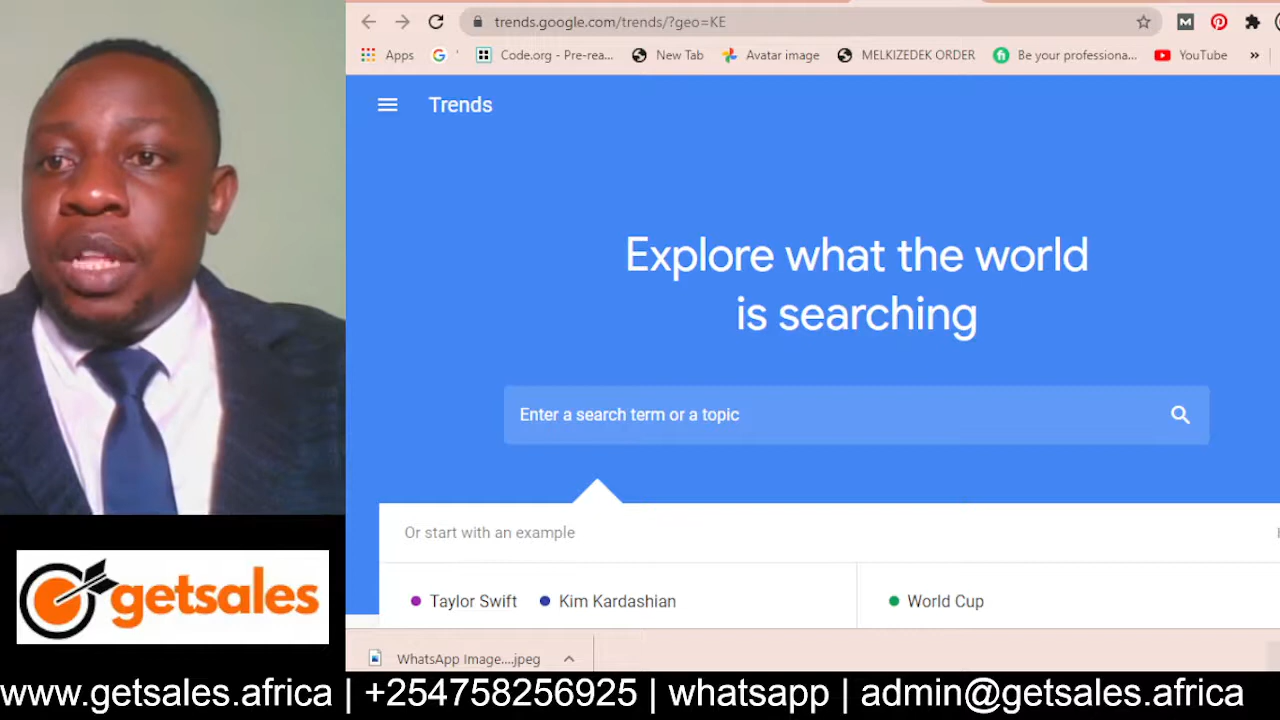 trends.google.com/trends/?geo=KE
Apps
Code.org - Pre-rea...
New Tab
Avatar image
MELKIZEDEK ORDER
Be your professiona...
YouTube
»
Trends
Explore what the world
is searching
Enter a search term or a topic
Or start with an example
Taylor Swift
Kim Kardashian
World Cup
getsales
WhatsApp Image....jpeg
www.getsales.africa | +254758256925 | whatsapp | admin@getsales.africa